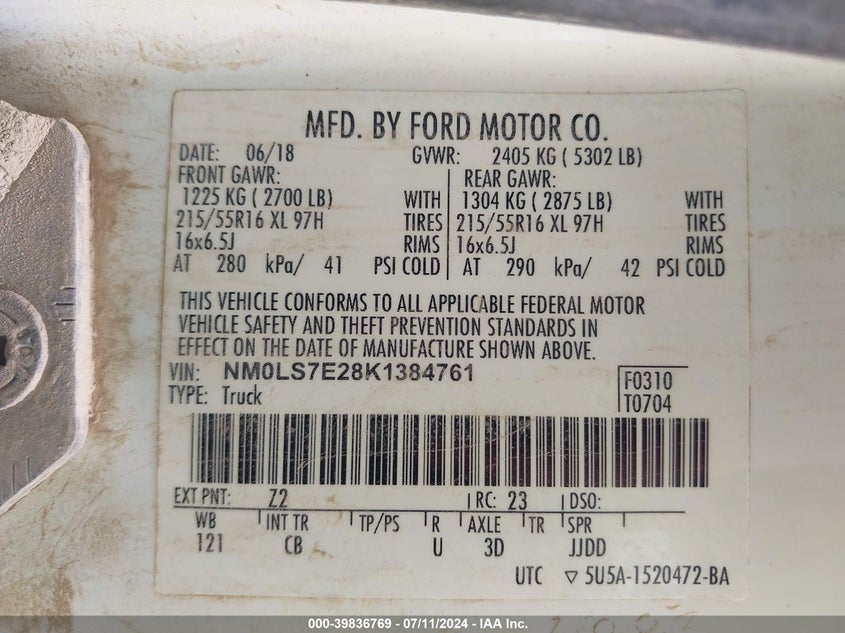 MFD. BY FORD MOTOR CO.
DATE: 06/18 GVWR: 2405 KG ( 5302 LB)
FRONT GAWR: REAR GAWR:
1225 KG ( 2700 LB) WITH 1304 KG ( 2875 LB) WITH
215/55R16 XL 97H TIRES 215/55R16 XL 97H TIRES
16x6.5J RIMS 16x6.5J RIMS
AT 280 kPa/ 41 PSI COLD AT 290 kPa/ 42 PSI COLD
THIS VEHICLE CONFORMS TO ALL APPLICABLE FEDERAL MOTOR
VEHICLE SAFETY AND THEFT PREVENTION STANDARDS IN
EFFECT ON THE DATE OF MANUFACTURE SHOWN ABOVE.
VIN: NM0LS7E28K1384761 F0310
TYPE: Truck T0704
EXT PNT: Z2 RC: 23 DSO:
WB INT TR TP/PS R AXLE TR SPR
121 CB U 3D JJDD
UTC ▽ 5U5A-1520472-BA
000-39836769 - 07/11/2024 - IAA Inc.